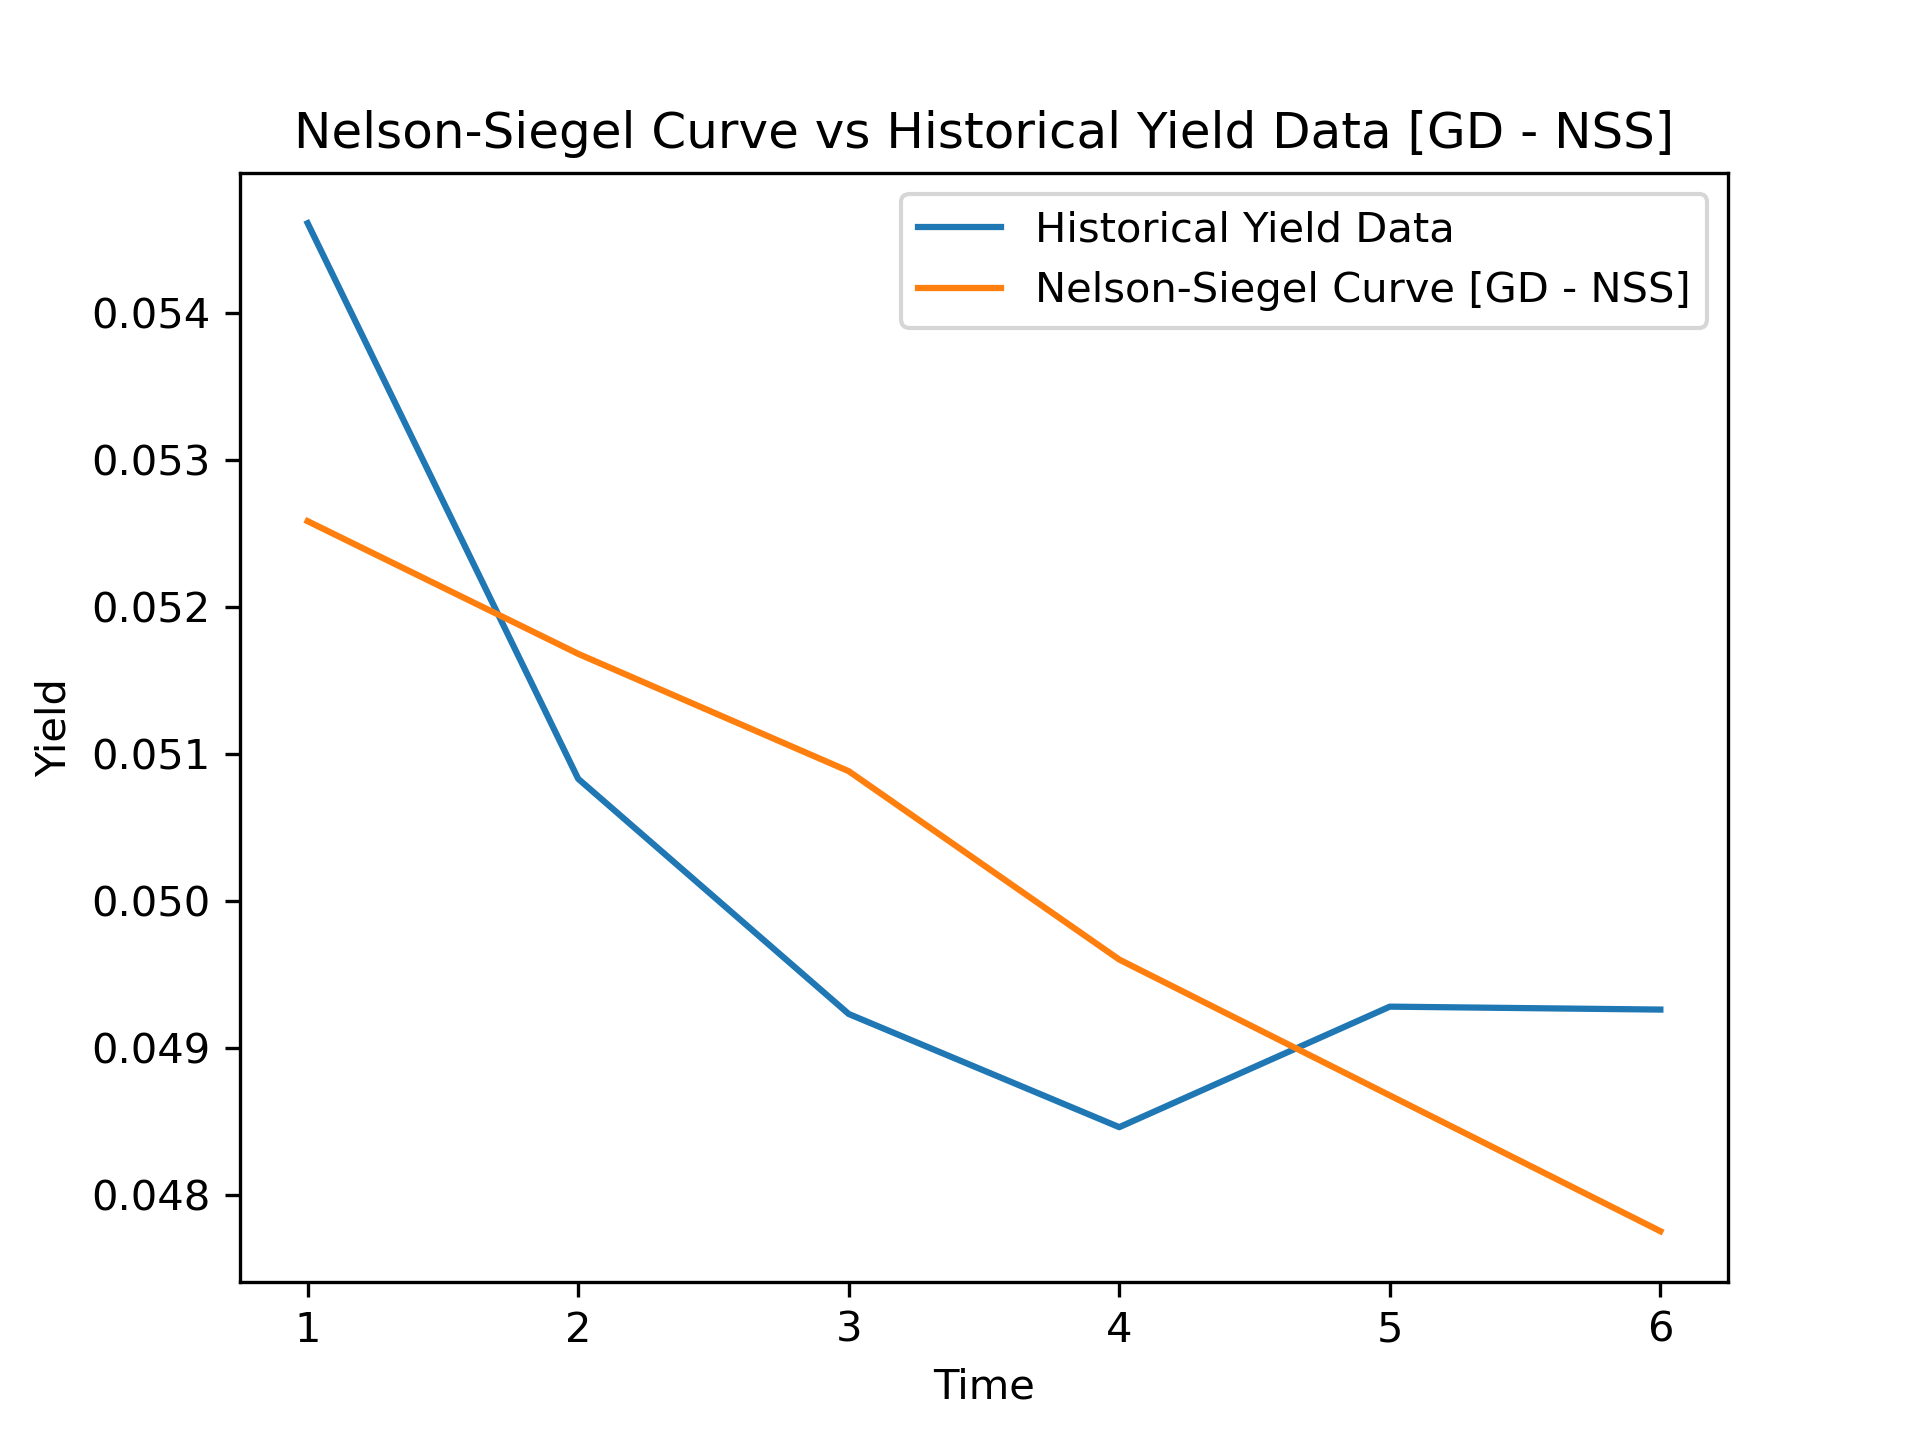 Nelson-Siegel Curve vs Historical Yield Data [GD - NSS]
Historical Yield Data
Nelson-Siegel Curve [GD - NSS]
0.054
0.053
0.052
0.051
0.050
0.049
0.048
Yield
1 2 3 4 5 6
Time